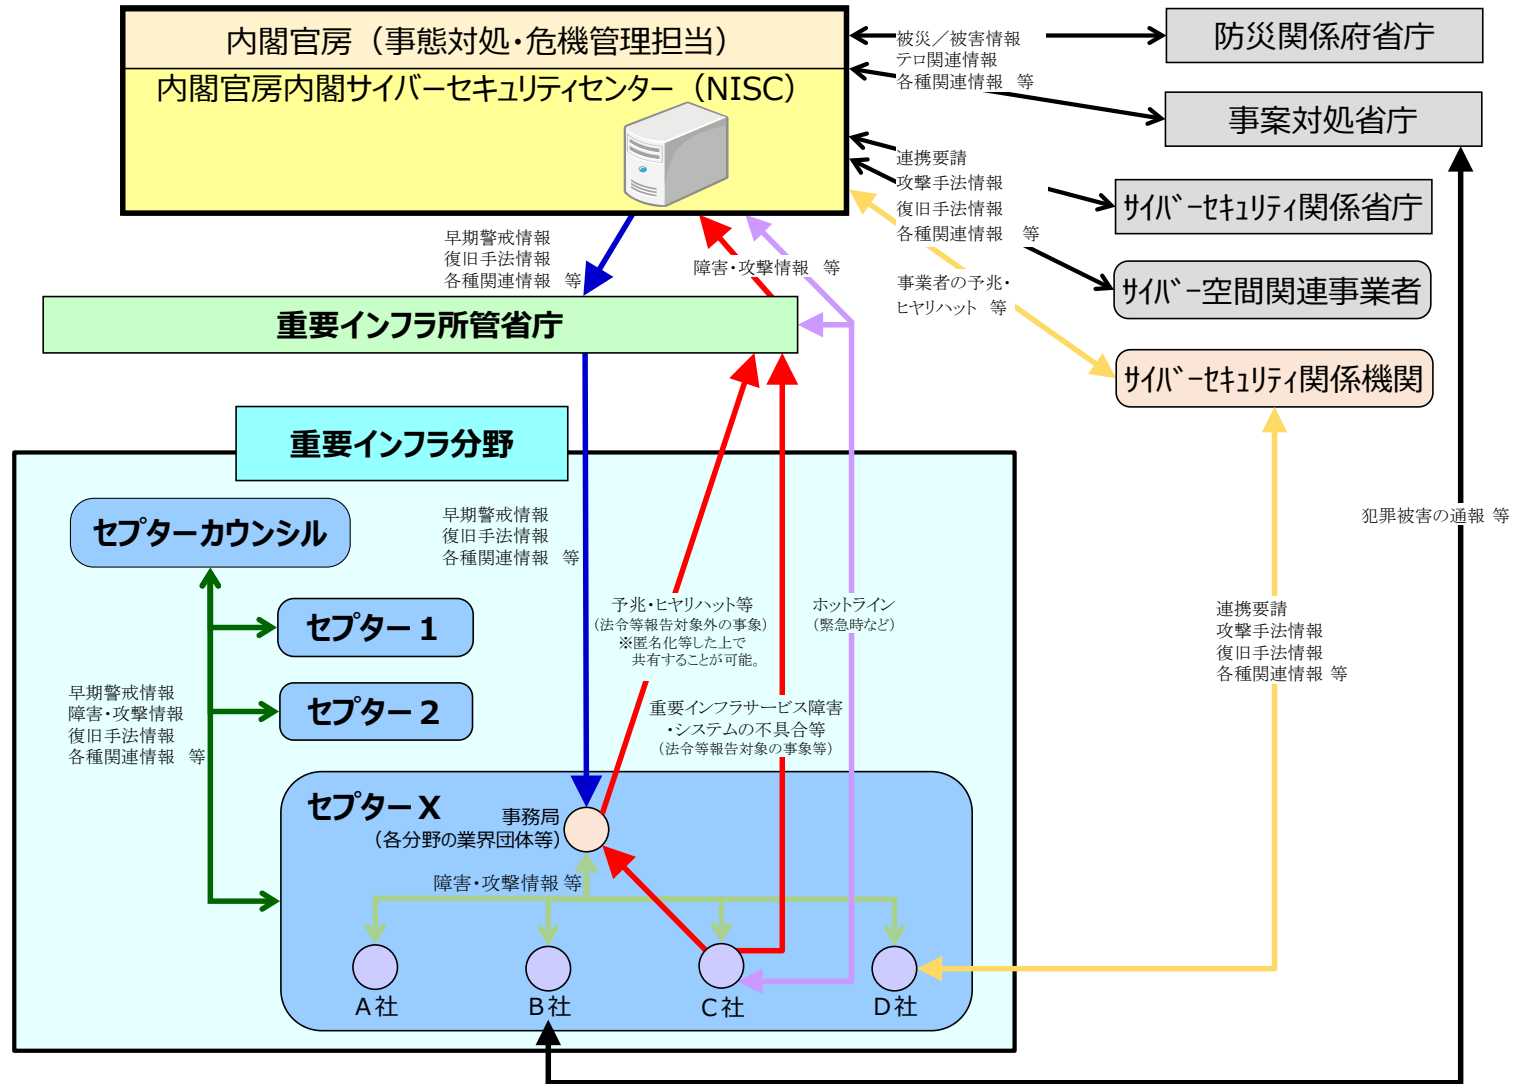 内閣官房（事態対処・危機管理担当）
内閣官房内閣サイバーセキュリティセンター（NISC）
被災／被害情報
テロ関連情報
各種関連情報　等
防災関係府省庁
事案対処省庁
連携要請
攻撃手法情報
復旧手法情報
各種関連情報　等
ｻｲﾊﾞｰｾｷｭﾘﾃｨ関係省庁
ｻｲﾊﾞｰ空間関連事業者
早期警戒情報
復旧手法情報
各種関連情報　等
障害・攻撃情報　等
事業者の予兆・
ヒヤリハット　等
重要インフラ所管省庁
ｻｲﾊﾞｰｾｷｭﾘﾃｨ関係機関
重要インフラ分野
セプターカウンシル
早期警戒情報
復旧手法情報
各種関連情報　等
犯罪被害の通報 等
セプター１
予兆・ヒヤリハット等
（法令等報告対象外の事象）
※匿名化等した上で
共有することが可能。
ホットライン
（緊急時など）
連携要請
攻撃手法情報
復旧手法情報
各種関連情報 等
早期警戒情報
障害・攻撃情報
復旧手法情報
各種関連情報　等
セプター２
重要インフラサービス障害
・システムの不具合等
（法令等報告対象の事象等）
セプターＸ
事務局
（各分野の業界団体等）
障害・攻撃情報 等
Ａ社
Ｂ社
Ｃ社
Ｄ社